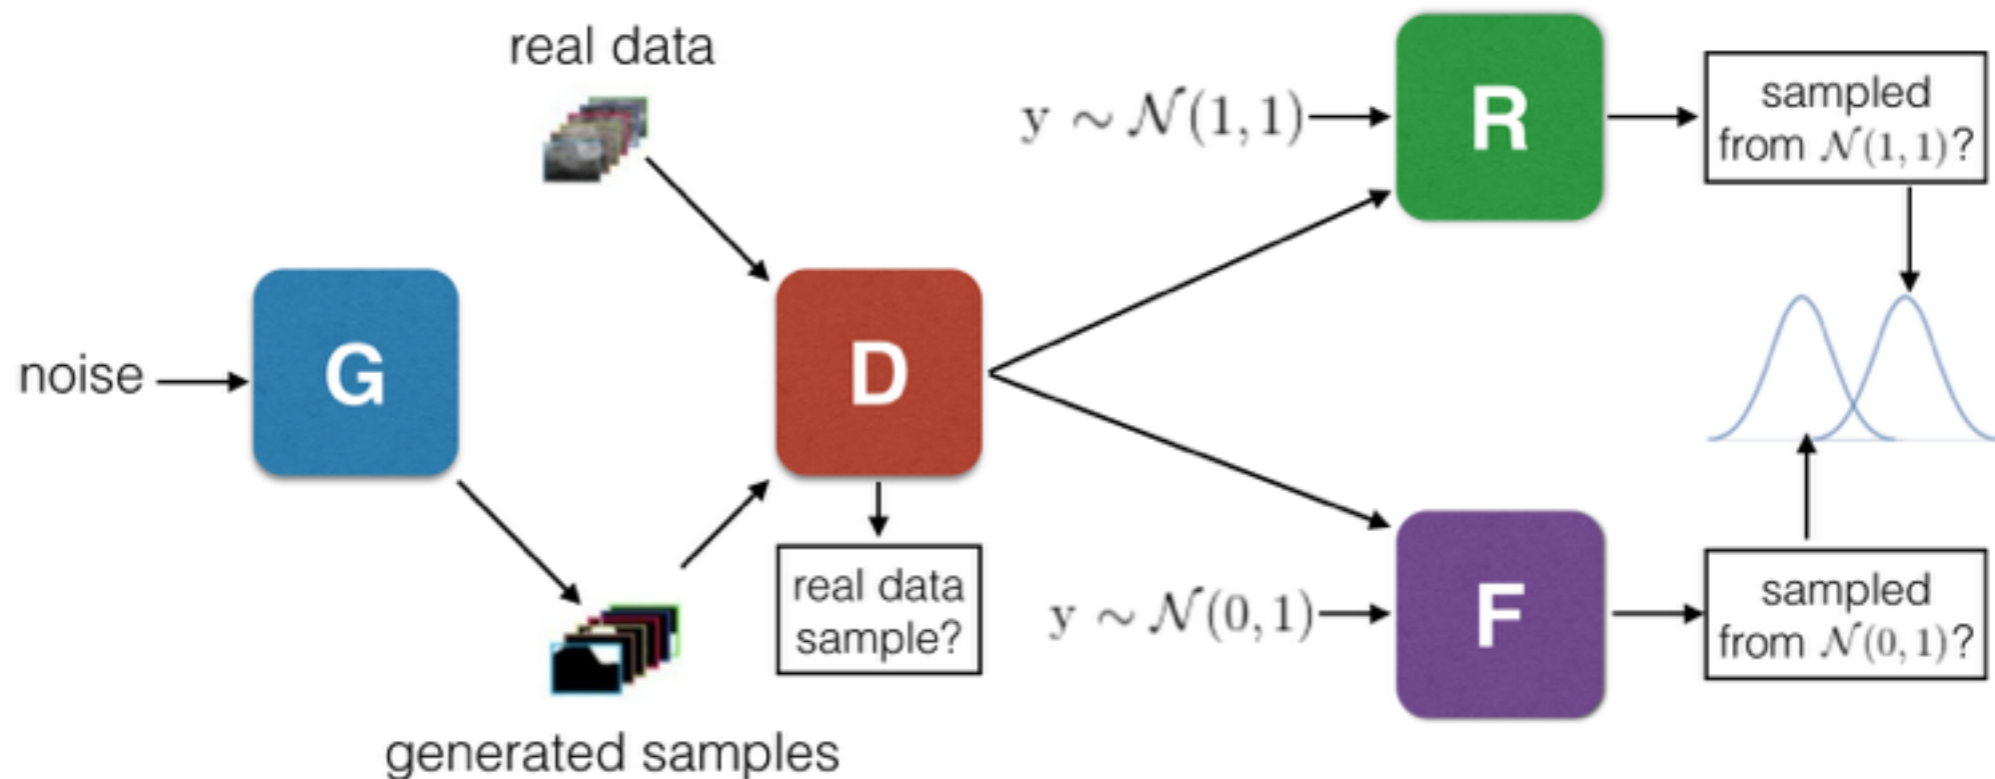 real data
y ∼ 𝒩(1, 1)
R
sampled
from 𝒩(1, 1)?
noise
G
D
real data
sample?
y ∼ 𝒩(0, 1)
F
sampled
from 𝒩(0, 1)?
generated samples